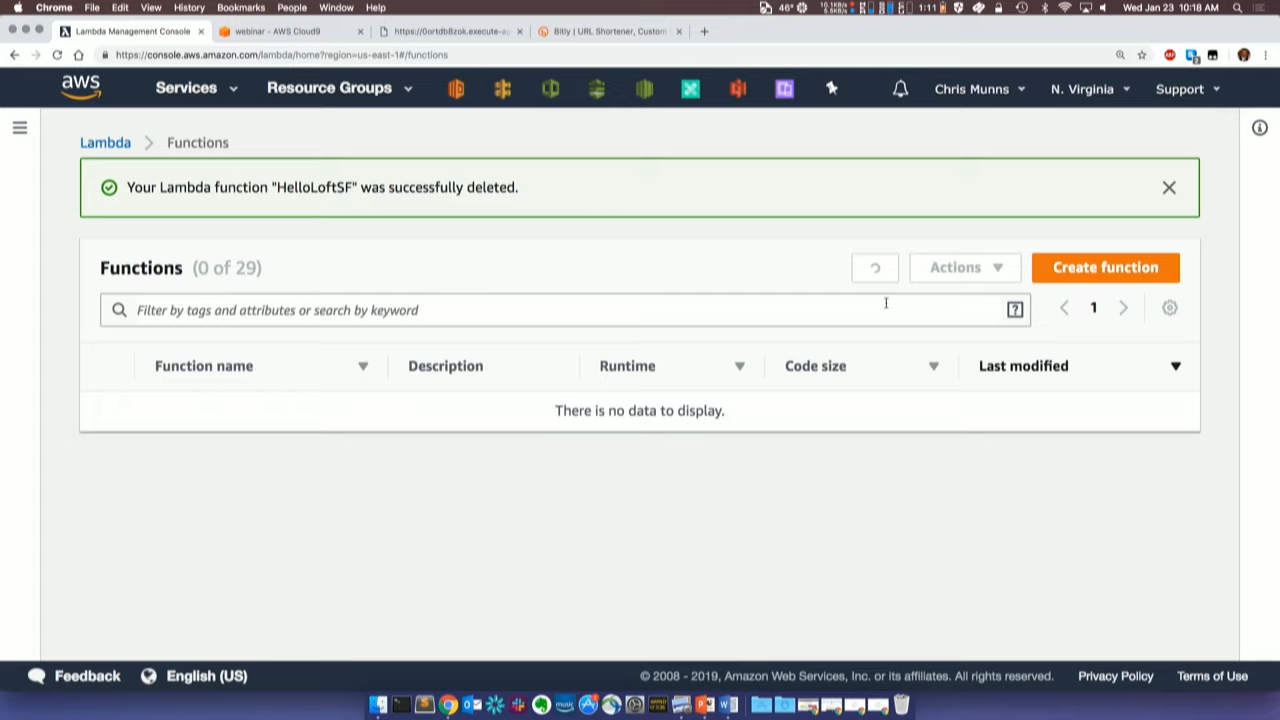 Chrome File Edit View History Bookmarks People Window Help
46° 1:11 Wed Jan 23 10:18 AM
Lambda Management Console
webinar - AWS Cloud9
Bitly | URL Shortener, Custom
https://console.aws.amazon.com/lambda/home?region=us-east-1#/functions
aws Services Resource Groups Chris Munns N. Virginia Support
Lambda > Functions
Your Lambda function "HelloLoftSF" was successfully deleted.
Functions (0 of 29) Actions Create function
Filter by tags and attributes or search by keyword ? < 1 >
Function name Description Runtime Code size Last modified
There is no data to display.
Feedback English (US) © 2008 - 2019, Amazon Web Services, Inc. or its affiliates. All rights reserved. Privacy Policy Terms of Use